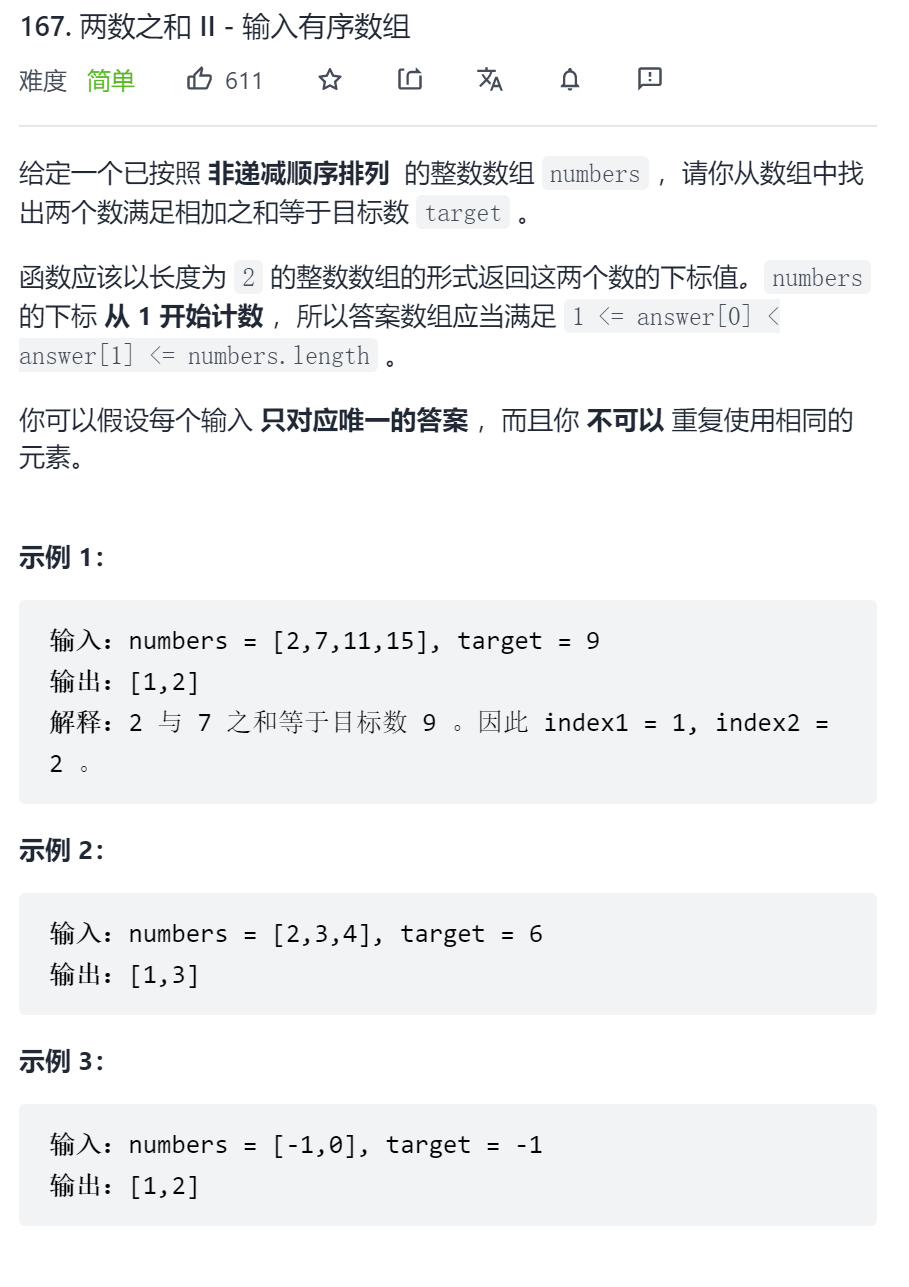 167. 两数之和 II - 输入有序数组
难度 简单 611
给定一个已按照 非递减顺序排列 的整数数组 numbers ，请你从数组中找
出两个数满足相加之和等于目标数 target 。
函数应该以长度为 2 的整数数组的形式返回这两个数的下标值。numbers
的下标 从 1 开始计数 ，所以答案数组应当满足 1 <= answer[0] <
answer[1] <= numbers.length 。
你可以假设每个输入 只对应唯一的答案 ，而且你 不可以 重复使用相同的
元素。
示例 1：
输入：numbers = [2,7,11,15], target = 9
输出：[1,2]
解释：2 与 7 之和等于目标数 9 。因此 index1 = 1, index2 =
2 。
示例 2：
输入：numbers = [2,3,4], target = 6
输出：[1,3]
示例 3：
输入：numbers = [-1,0], target = -1
输出：[1,2]